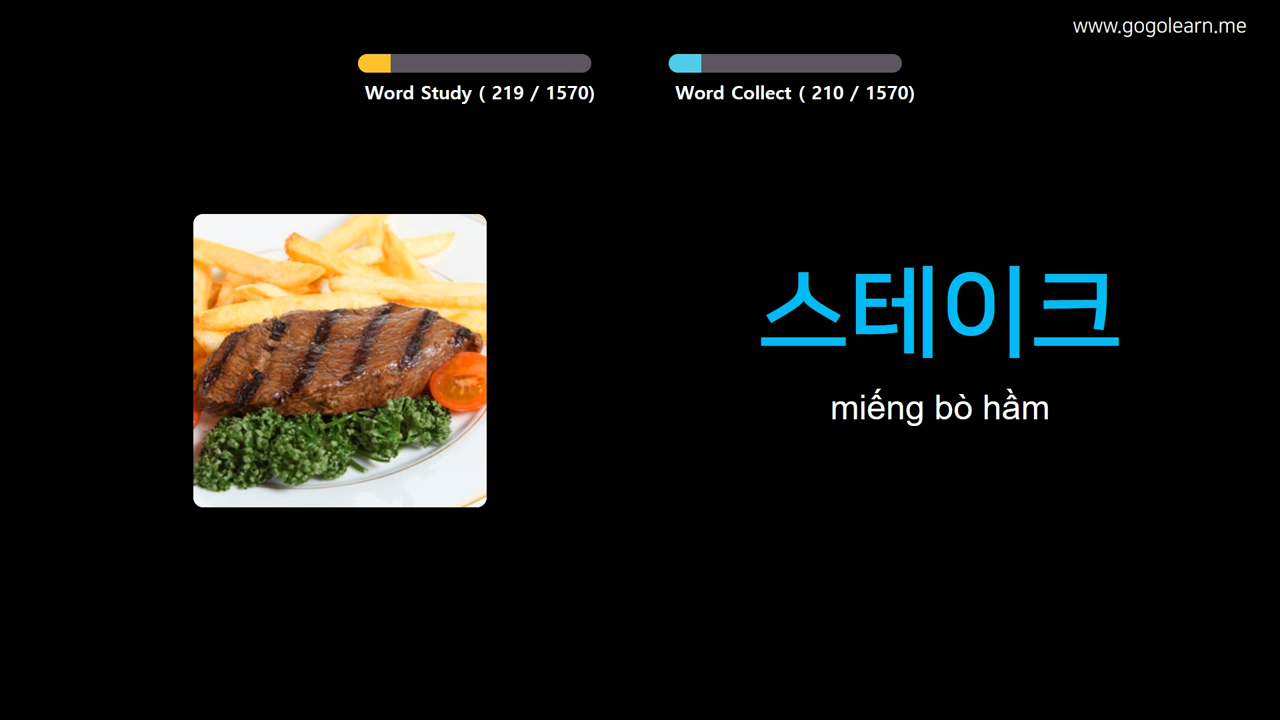 www.gogolearn.me
Word Study ( 219 / 1570)
Word Collect ( 210 / 1570)
스테이크
miếng bò hầm